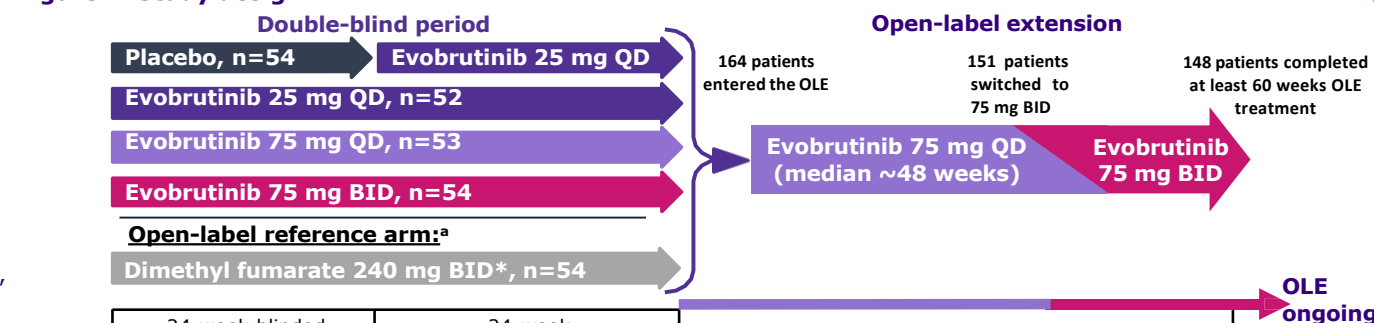 Double-blind period
Open-label extension
Placebo, n=54
Evobrutinib 25 mg QD
Evobrutinib 25 mg QD, n=52
Evobrutinib 75 mg QD, n=53
Evobrutinib 75 mg BID, n=54
Open-label reference arm:ᵃ
Dimethyl fumarate 240 mg BID*, n=54
164 patients
entered the OLE
151 patients
switched to
75 mg BID
148 patients completed
at least 60 weeks OLE
treatment
Evobrutinib 75 mg QD
(median ~48 weeks)
Evobrutinib
75 mg BID
OLE
ongoing